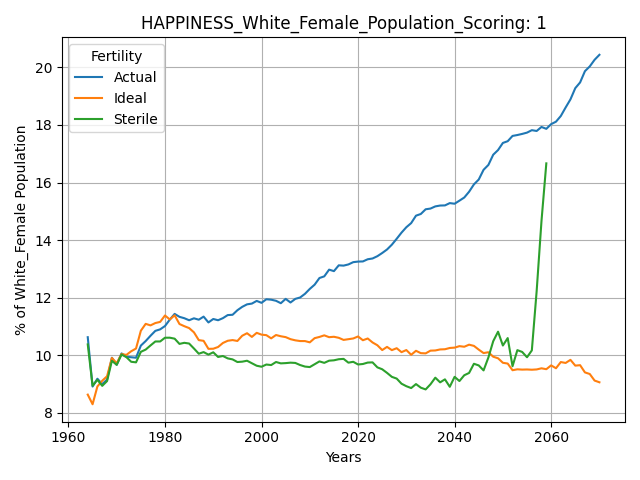 HAPPINESS_White_Female_Population_Scoring: 1
Fertility
Actual
Ideal
Sterile
% of White_Female Population
20
18
16
14
12
10
8
1960
1980
2000
2020
2040
2060
Years